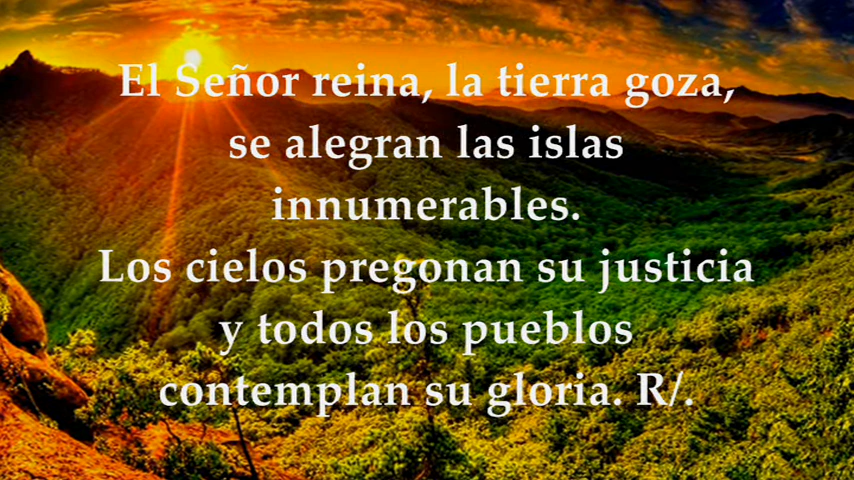 El Señor reina, la tierra goza,
se alegran las islas
innumerables.
Los cielos pregonan su justicia
y todos los pueblos
contemplan su gloria. R/.